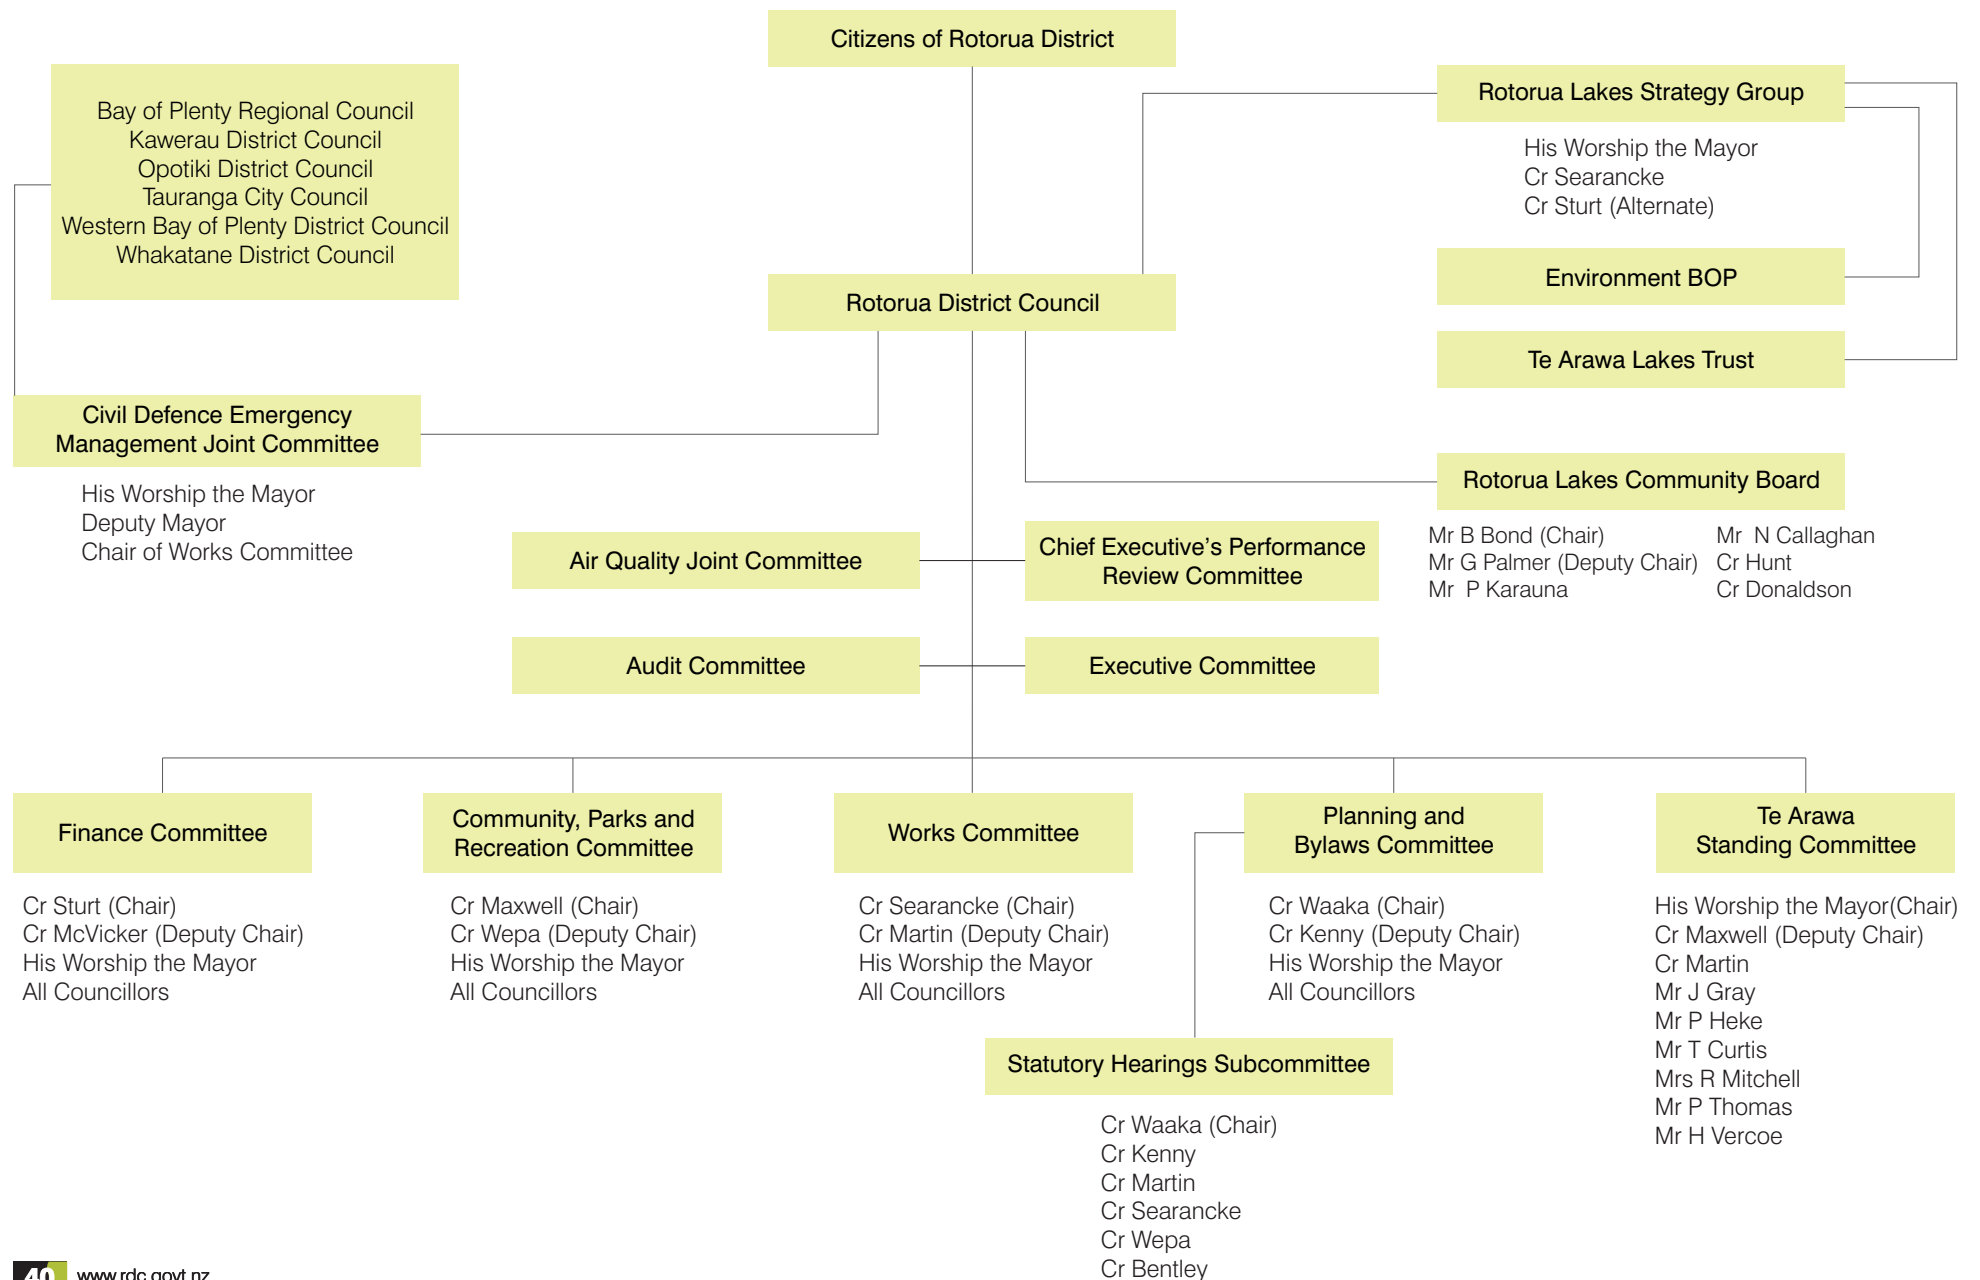 Citizens of Rotorua District
Bay of Plenty Regional Council
Kawerau District Council
Opotiki District Council
Tauranga City Council
Western Bay of Plenty District Council
Whakatane District Council
Rotorua Lakes Strategy Group
His Worship the Mayor
Cr Searancke
Cr Sturt (Alternate)
Environment BOP
Rotorua District Council
Te Arawa Lakes Trust
Civil Defence Emergency
Management Joint Committee
His Worship the Mayor
Deputy Mayor
Chair of Works Committee
Rotorua Lakes Community Board
Mr B Bond (Chair)
Mr G Palmer (Deputy Chair)
Mr P Karauna
Mr N Callaghan
Cr Hunt
Cr Donaldson
Air Quality Joint Committee
Chief Executive's Performance
Review Committee
Audit Committee
Executive Committee
Finance Committee
Cr Sturt (Chair)
Cr McVicker (Deputy Chair)
His Worship the Mayor
All Councillors
Community, Parks and
Recreation Committee
Cr Maxwell (Chair)
Cr Wepa (Deputy Chair)
His Worship the Mayor
All Councillors
Works Committee
Cr Searancke (Chair)
Cr Martin (Deputy Chair)
His Worship the Mayor
All Councillors
Planning and
Bylaws Committee
Cr Waaka (Chair)
Cr Kenny (Deputy Chair)
His Worship the Mayor
All Councillors
Te Arawa
Standing Committee
His Worship the Mayor(Chair)
Cr Maxwell (Deputy Chair)
Cr Martin
Mr J Gray
Mr P Heke
Mr T Curtis
Mrs R Mitchell
Mr P Thomas
Mr H Vercoe
Statutory Hearings Subcommittee
Cr Waaka (Chair)
Cr Kenny
Cr Martin
Cr Searancke
Cr Wepa
Cr Bentley
40 www.rdc.govt.nz